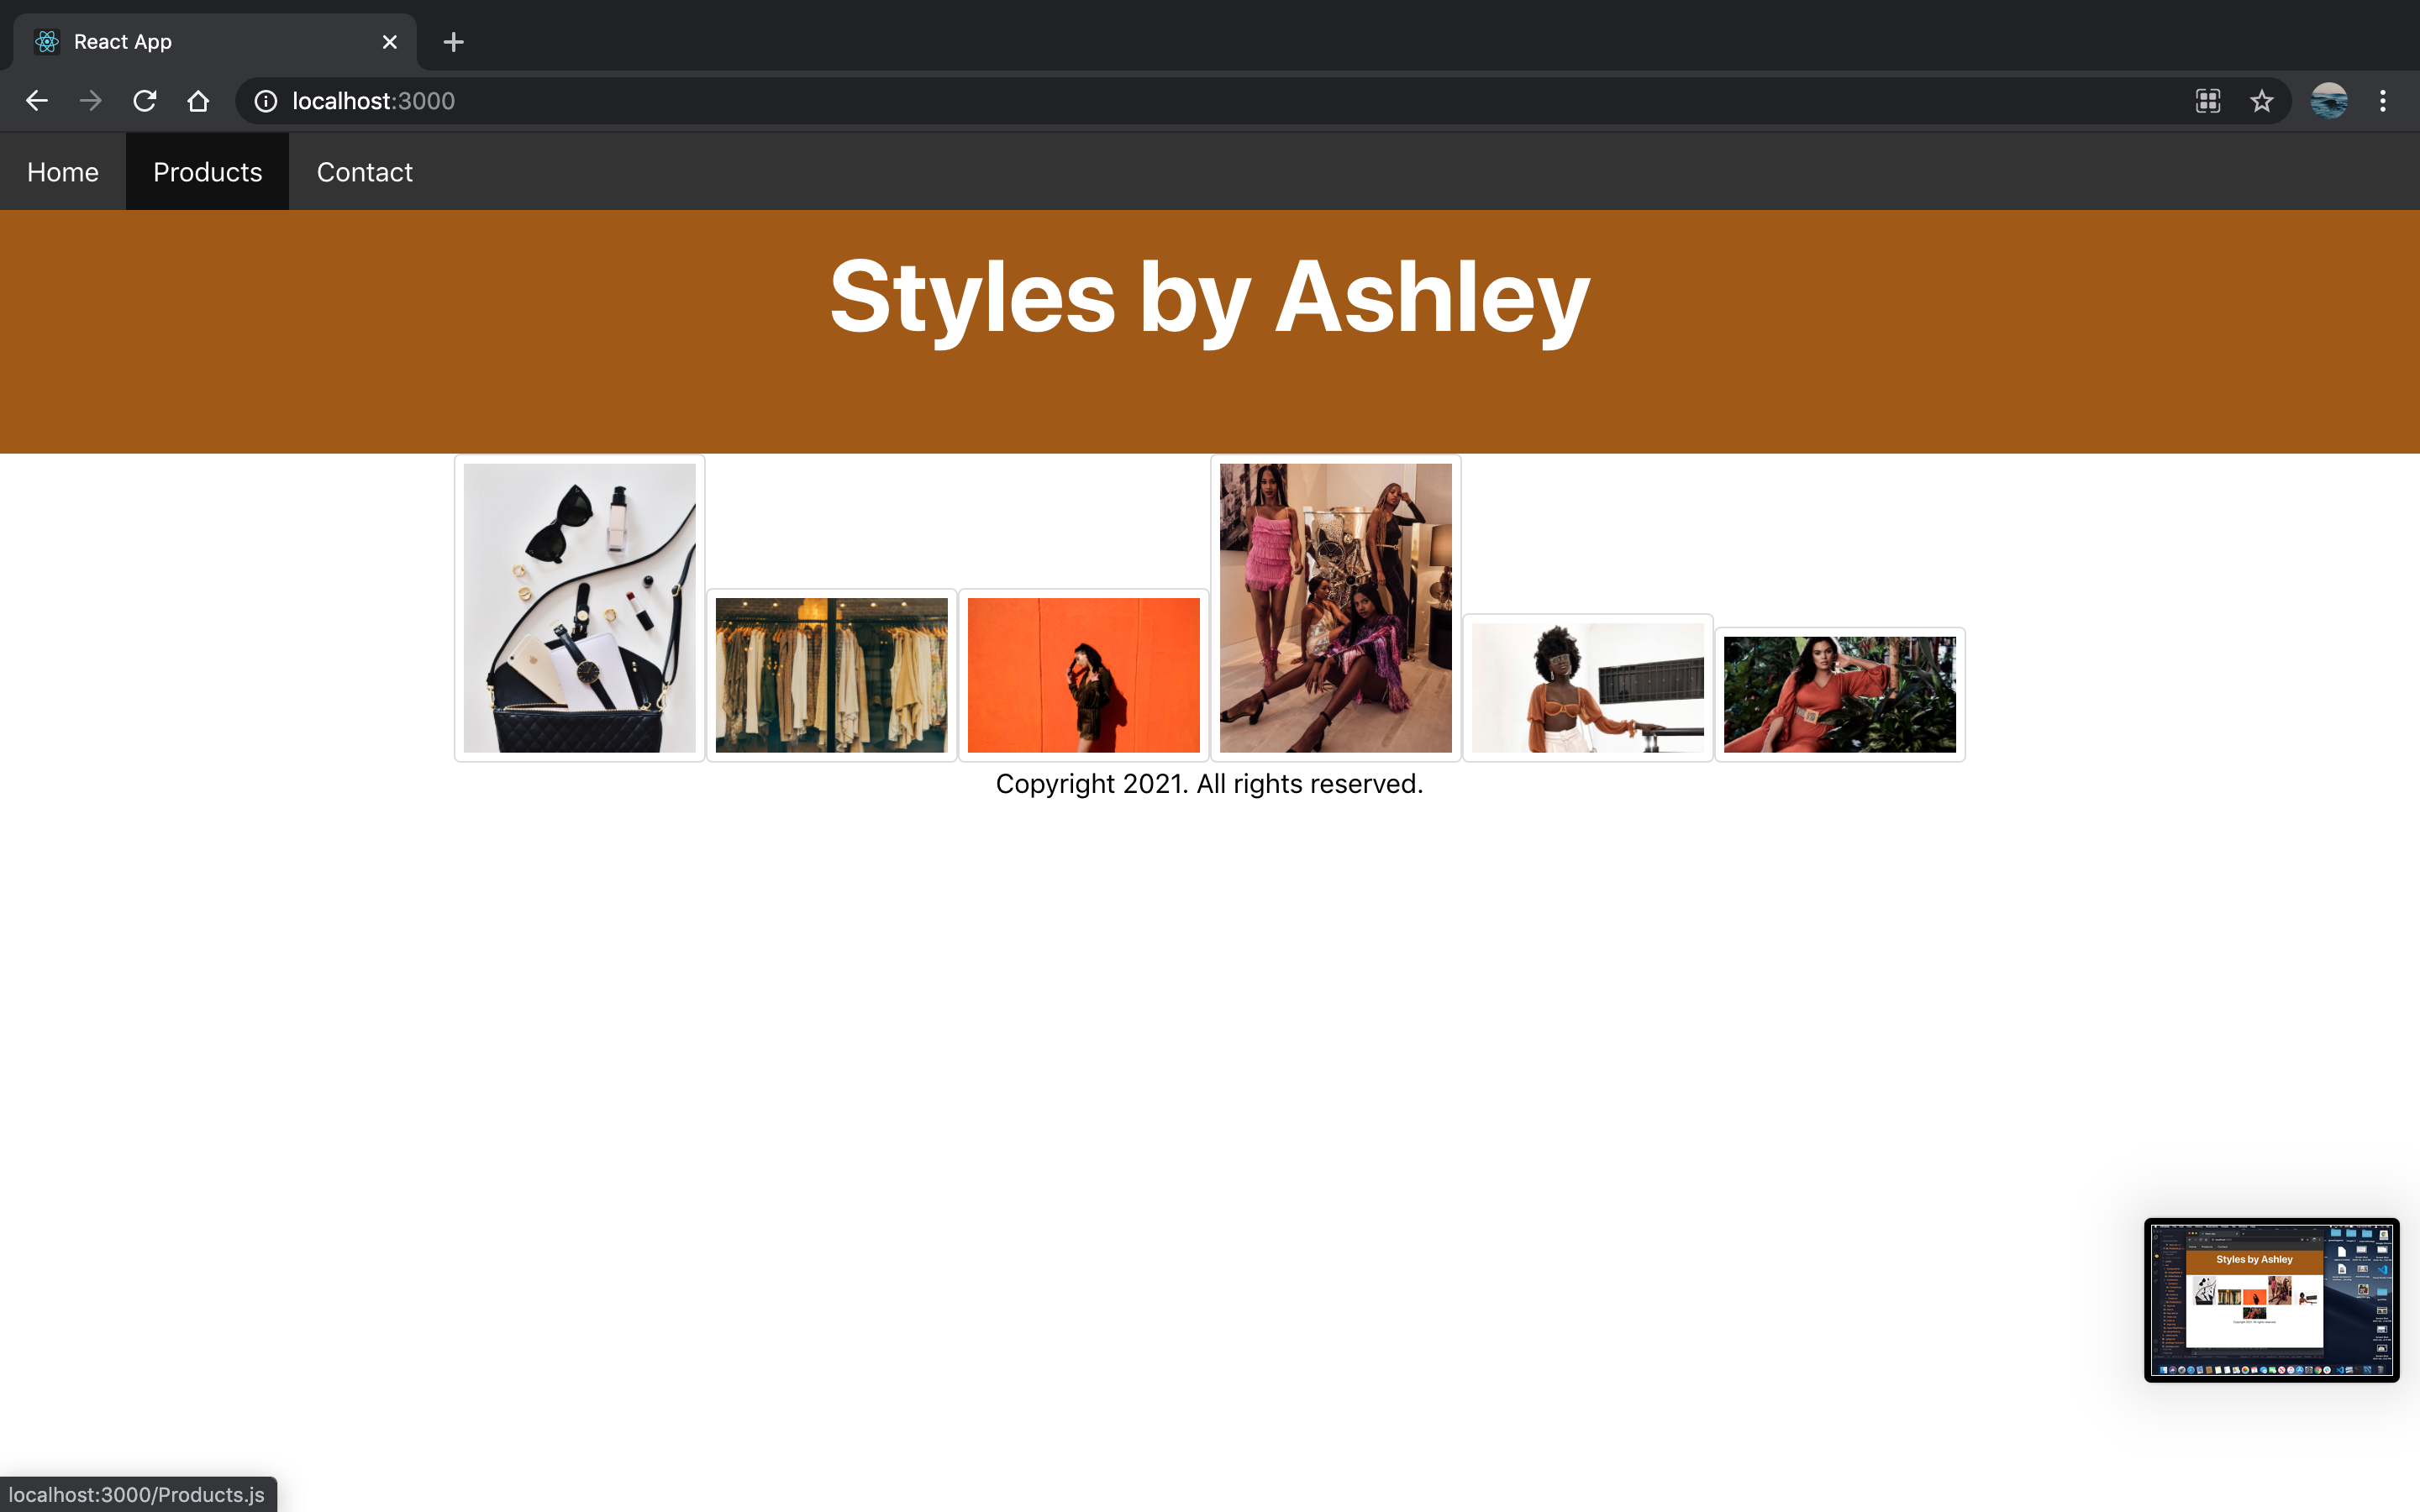 React App
localhost:3000
Home
Products
Contact
Styles by Ashley
Copyright 2021. All rights reserved.
Styles by Ashley
localhost:3000/Products.js